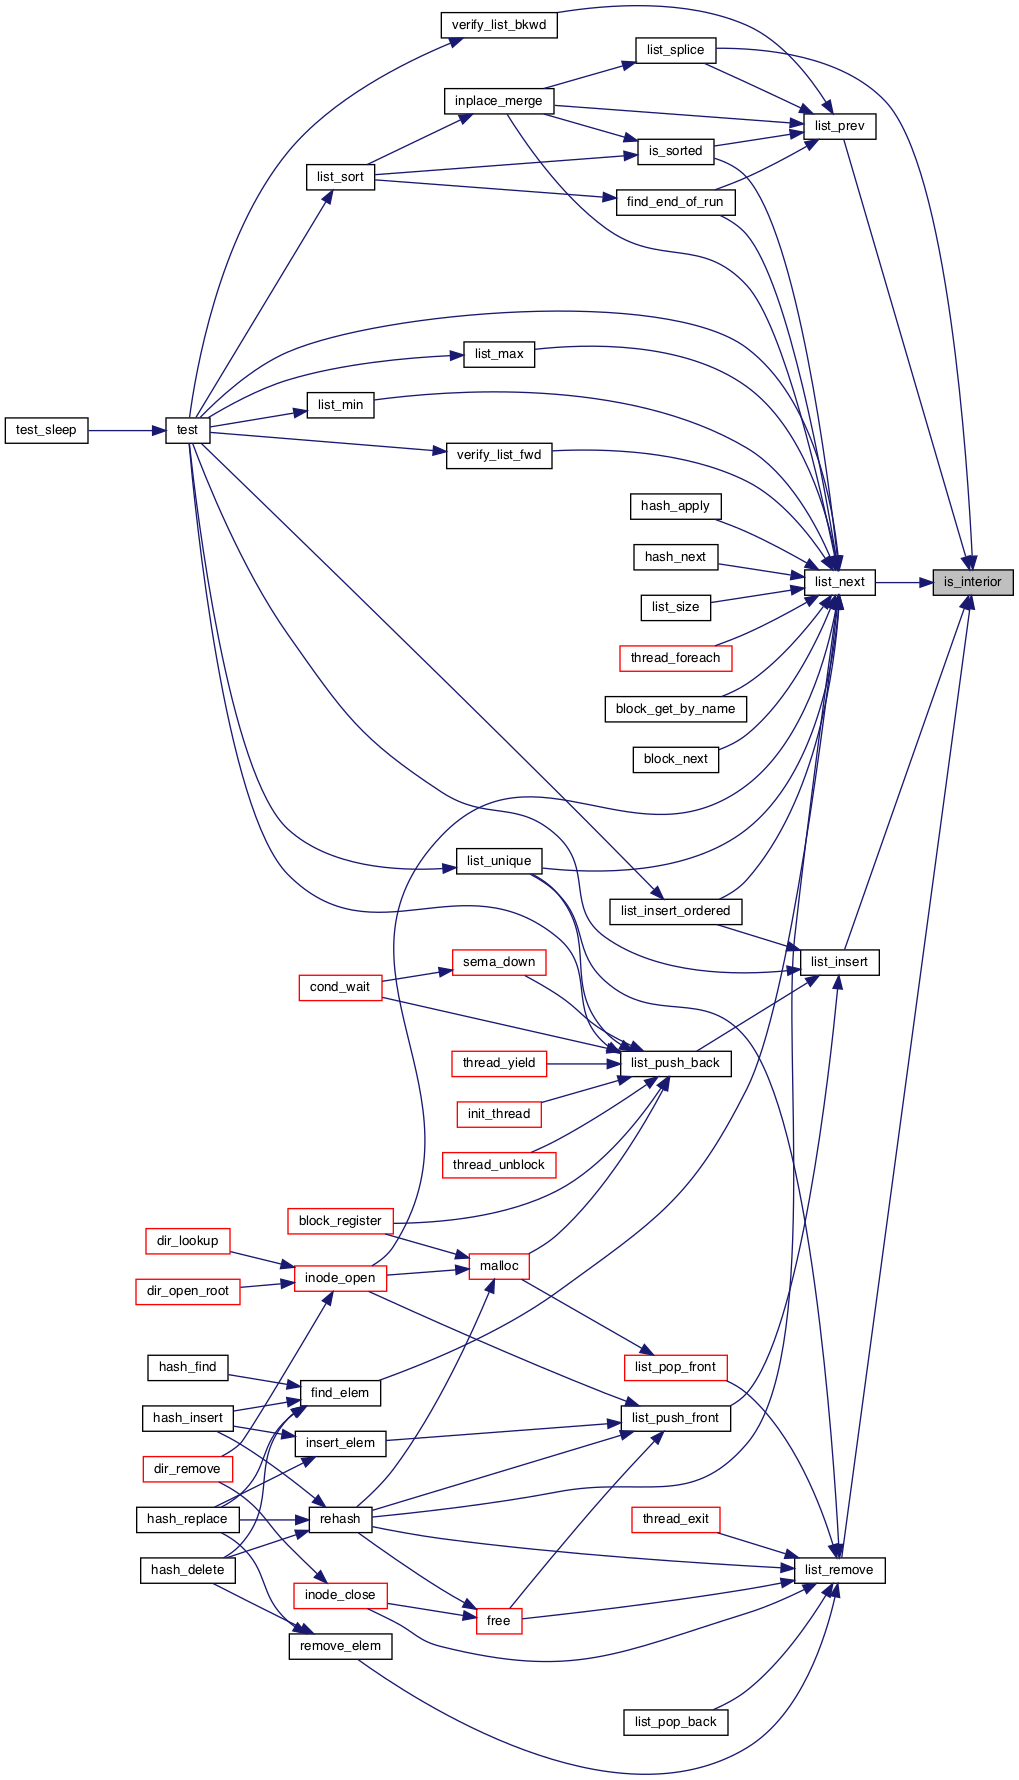 verify_list_bkwd
list_splice
inplace_merge
list_prev
is_sorted
list_sort
find_end_of_run
list_max
list_min
test_sleep
test
verify_list_fwd
hash_apply
hash_next
list_next
is_interior
list_size
thread_foreach
block_get_by_name
block_next
list_unique
list_insert_ordered
sema_down
list_insert
cond_wait
thread_yield
list_push_back
init_thread
thread_unblock
block_register
dir_lookup
malloc
inode_open
dir_open_root
hash_find
list_pop_front
find_elem
hash_insert
list_push_front
insert_elem
dir_remove
hash_replace
rehash
thread_exit
hash_delete
list_remove
inode_close
free
remove_elem
list_pop_back